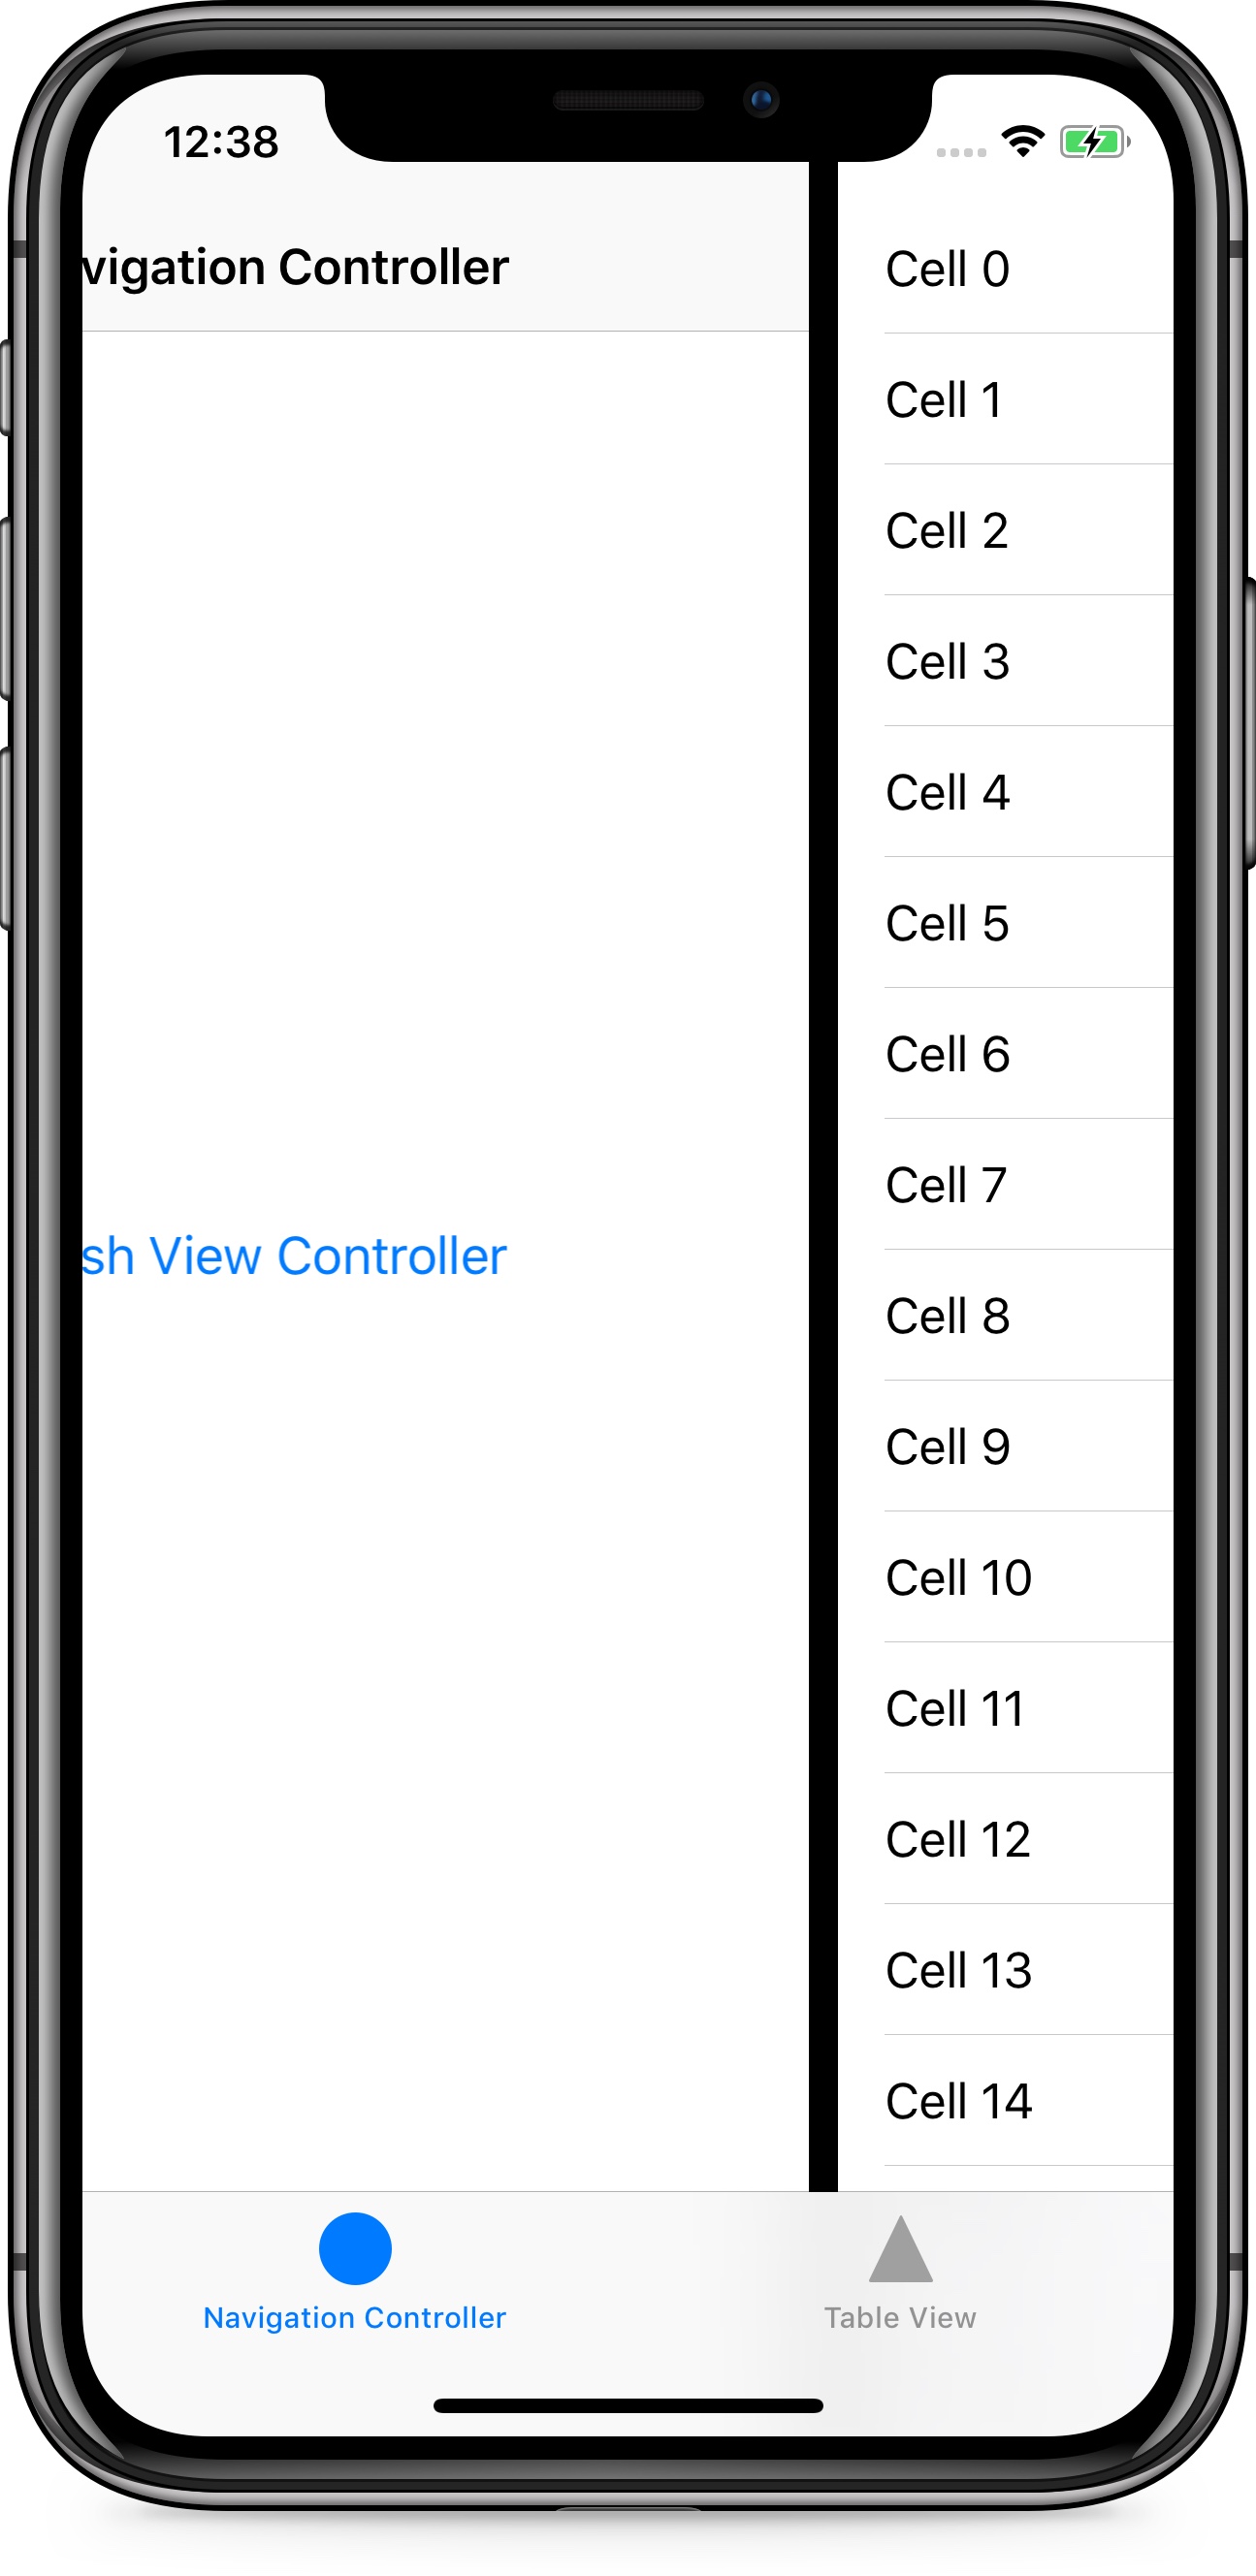 12:38
vigation Controller
Cell 0
Cell 1
Cell 2
Cell 3
Cell 4
Cell 5
Cell 6
Cell 7
sh View Controller
Cell 8
Cell 9
Cell 10
Cell 11
Cell 12
Cell 13
Cell 14
Navigation Controller
Table View